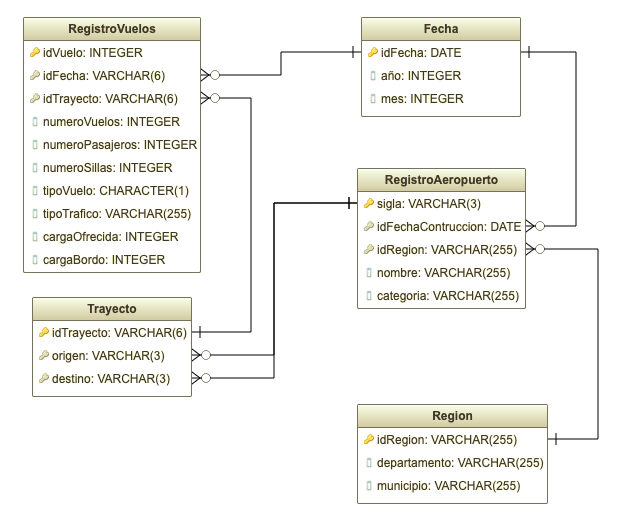 RegistroVuelos
idVuelo: INTEGER
idFecha: VARCHAR(6)
idTrayecto: VARCHAR(6)
numeroVuelos: INTEGER
numeroPasajeros: INTEGER
numeroSillas: INTEGER
tipoVuelo: CHARACTER(1)
tipoTrafico: VARCHAR(255)
cargaOfrecida: INTEGER
cargaBordo: INTEGER
Fecha
idFecha: DATE
año: INTEGER
mes: INTEGER
RegistroAeropuerto
sigla: VARCHAR(3)
idFechaContruccion: DATE
idRegion: VARCHAR(255)
nombre: VARCHAR(255)
categoria: VARCHAR(255)
Trayecto
idTrayecto: VARCHAR(6)
origen: VARCHAR(3)
destino: VARCHAR(3)
Region
idRegion: VARCHAR(255)
departamento: VARCHAR(255)
municipio: VARCHAR(255)